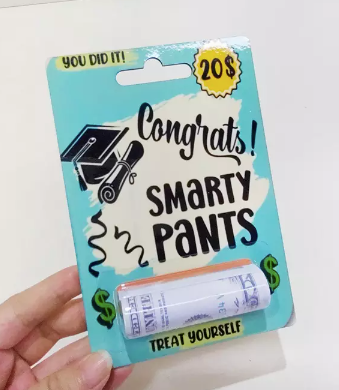 YOU DID IT!
20$
Congrats!
SMARTY
PANTS
$
$
TREAT YOURSELF